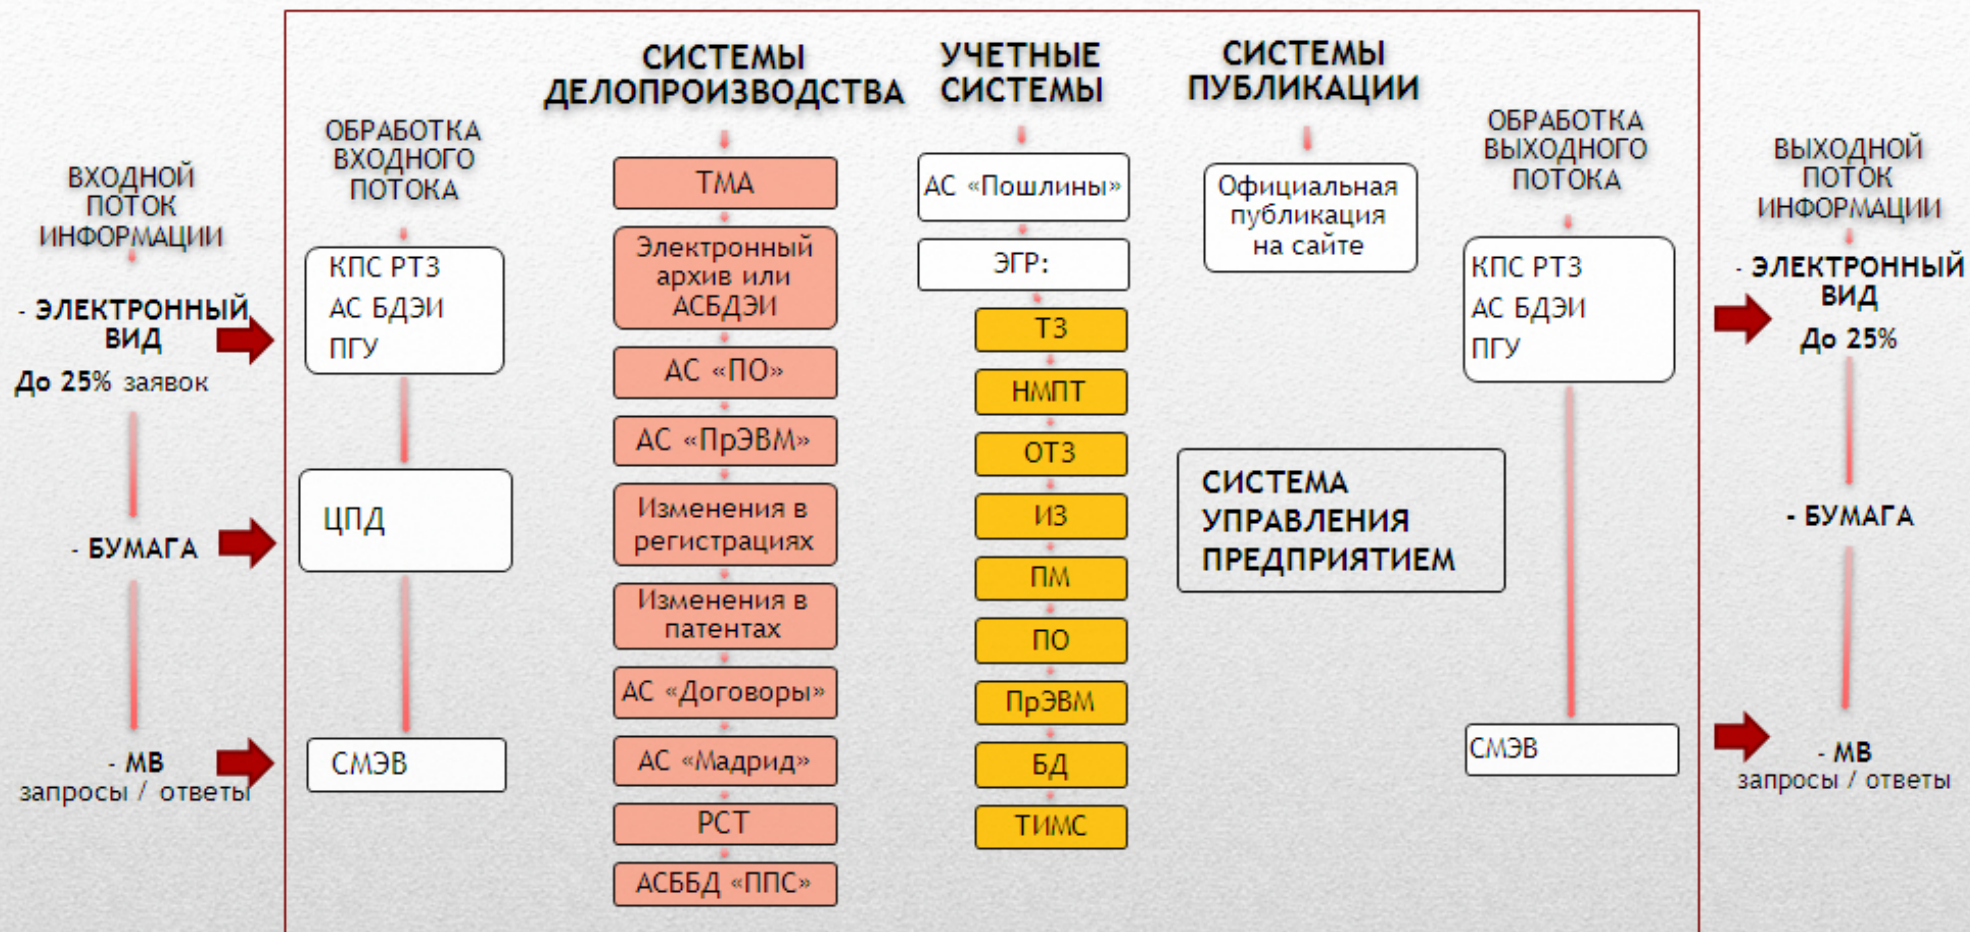 ВХОДНОЙ
ПОТОК
ИНФОРМАЦИИ
- ЭЛЕКТРОННЫЙ
ВИД
До 25% заявок
- БУМАГА
- МВ
запросы / ответы
ОБРАБОТКА
ВХОДНОГО
ПОТОКА
КПС РТЗ
АС БДЭИ
ПГУ
ЦПД
СМЭВ
СИСТЕМЫ
ДЕЛОПРОИЗВОДСТВА
ТМА
Электронный
архив или
АСБДЭИ
АС «ПО»
АС «ПрЭВМ»
Изменения в
регистрациях
Изменения в
патентах
АС «Договоры»
АС «Мадрид»
РСТ
АСББД «ППС»
УЧЕТНЫЕ
СИСТЕМЫ
АС «Пошлины»
ЭГР:
ТЗ
НМПТ
ОТЗ
ИЗ
ПМ
ПО
ПрЭВМ
БД
ТИМС
СИСТЕМЫ
ПУБЛИКАЦИИ
Официальная
публикация
на сайте
СИСТЕМА
УПРАВЛЕНИЯ
ПРЕДПРИЯТИЕМ
ОБРАБОТКА
ВЫХОДНОГО
ПОТОКА
КПС РТЗ
АС БДЭИ
ПГУ
СМЭВ
ВЫХОДНОЙ
ПОТОК
ИНФОРМАЦИИ
- ЭЛЕКТРОННЫЙ
ВИД
До 25%
- БУМАГА
- МВ
запросы / ответы